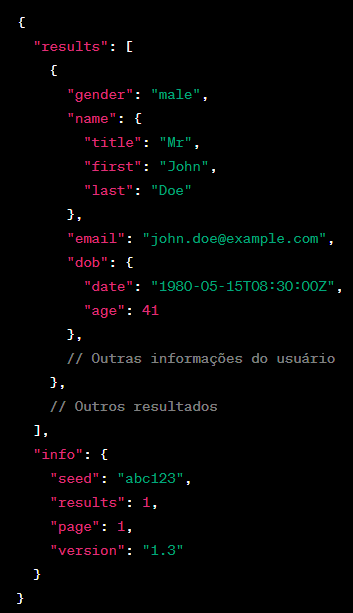 {
  "results": [
    {
      "gender": "male",
      "name": {
        "title": "Mr",
        "first": "John",
        "last": "Doe"
      },
      "email": "john.doe@example.com",
      "dob": {
        "date": "1980-05-15T08:30:00Z",
        "age": 41
      },
      // Outras informações do usuário
    },
    // Outros resultados
  ],
  "info": {
    "seed": "abc123",
    "results": 1,
    "page": 1,
    "version": "1.3"
  }
}